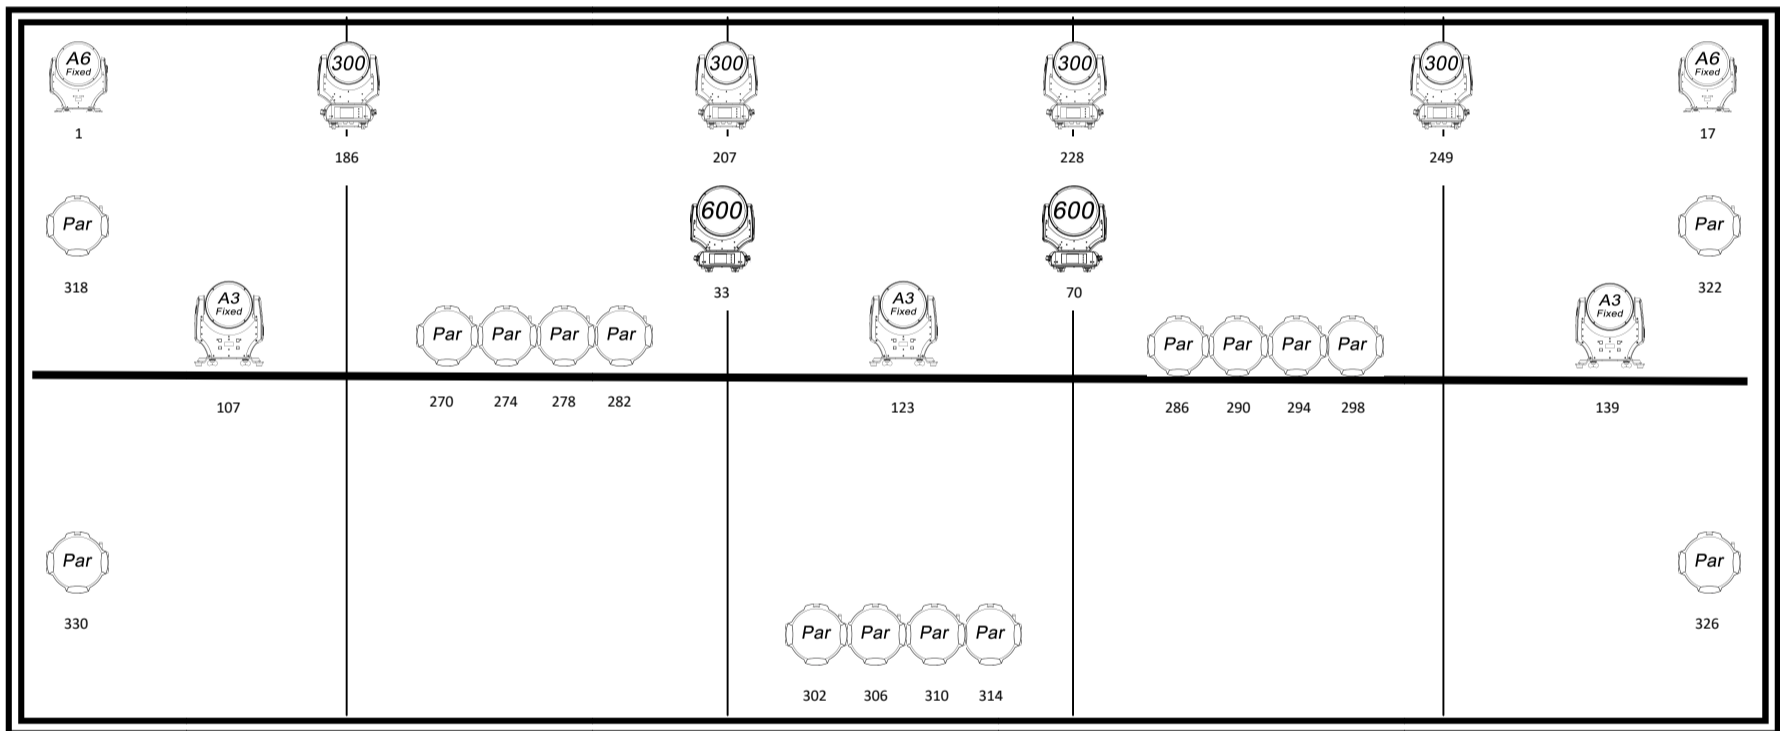 A6
Fixed
300
300
300
300
A6
Fixed
1
186
207
228
249
17
Par
600
600
Par
318
33
70
322
A3
Fixed
A3
Fixed
A3
Fixed
Par Par Par Par
Par Par Par Par
107
270 274 278 282
123
286 290 294 298
139
Par
Par
330
326
Par Par Par Par
302 306 310 314